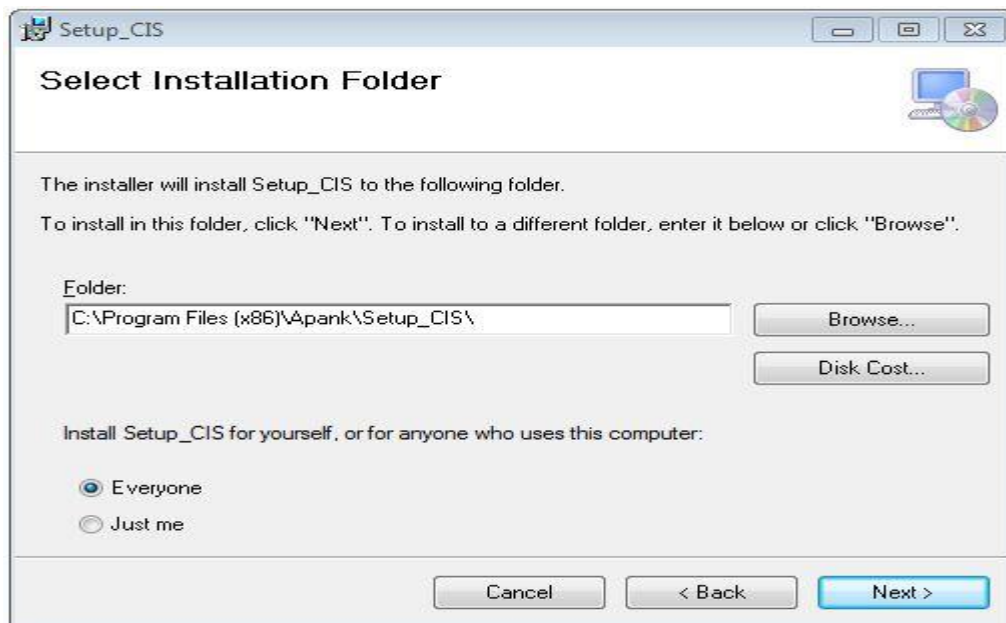 Setup_CIS
Select Installation Folder
The installer will install Setup_CIS to the following folder.
To install in this folder, click "Next". To install to a different folder, enter it below or click "Browse".
Folder:
C:\Program Files (x86)\Apank\Setup_CIS\
Browse...
Disk Cost...
Install Setup_CIS for yourself, or for anyone who uses this computer:
Everyone
Just me
Cancel
< Back
Next >